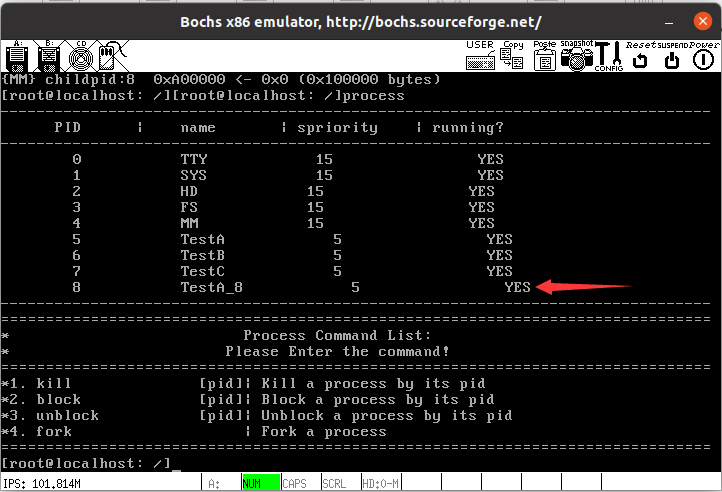 Bochs x86 emulator, http://bochs.sourceforge.net/
A: B: CD USER Copy Paste snapshot CONFIG Reset SUSPEND Power
{MM} childpid:8 0xA00000 <- 0x0 (0x100000 bytes)
[root@localhost: /][root@localhost: /]process
--------------------------------------------------------------------------------
PID | name | spriority | running?
--------------------------------------------------------------------------------
0 TTY 15 YES
1 SYS 15 YES
2 HD 15 YES
3 FS 15 YES
4 MM 15 YES
5 TestA 5 YES
6 TestB 5 YES
7 TestC 5 YES
8 TestA_8 5 YES
--------------------------------------------------------------------------------
================================================================================
* Process Command List:
* Please Enter the command!
================================================================================
*1. kill [pid]| Kill a process by its pid
*2. block [pid]| Block a process by its pid
*3. unblock [pid]| Unblock a process by its pid
*4. fork | Fork a process
================================================================================
[root@localhost: /]_
IPS: 101.814M A: NUM CAPS SCRL HD:0-M